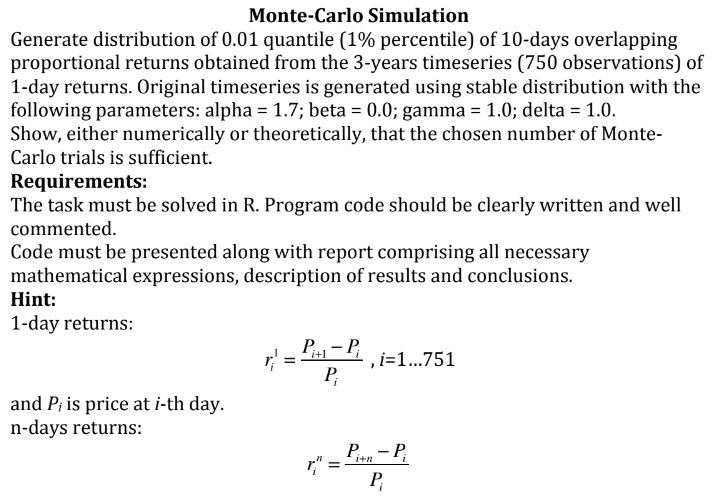 Monte-Carlo Simulation
Generate distribution of 0.01 quantile (1% percentile) of 10-days overlapping
proportional returns obtained from the 3-years timeseries (750 observations) of
1-day returns. Original timeseries is generated using stable distribution with the
following parameters: alpha = 1.7; beta = 0.0; gamma = 1.0; delta = 1.0.
Show, either numerically or theoretically, that the chosen number of Monte-
Carlo trials is sufficient.
Requirements:
The task must be solved in R. Program code should be clearly written and well
commented.
Code must be presented along with report comprising all necessary
mathematical expressions, description of results and conclusions.
Hint:
1-day returns:
r_i^1 = (P_{i+1} − P_i) / P_i , i=1...751
and P_i is price at i-th day.
n-days returns:
r_i^n = (P_{i+n} − P_i) / P_i